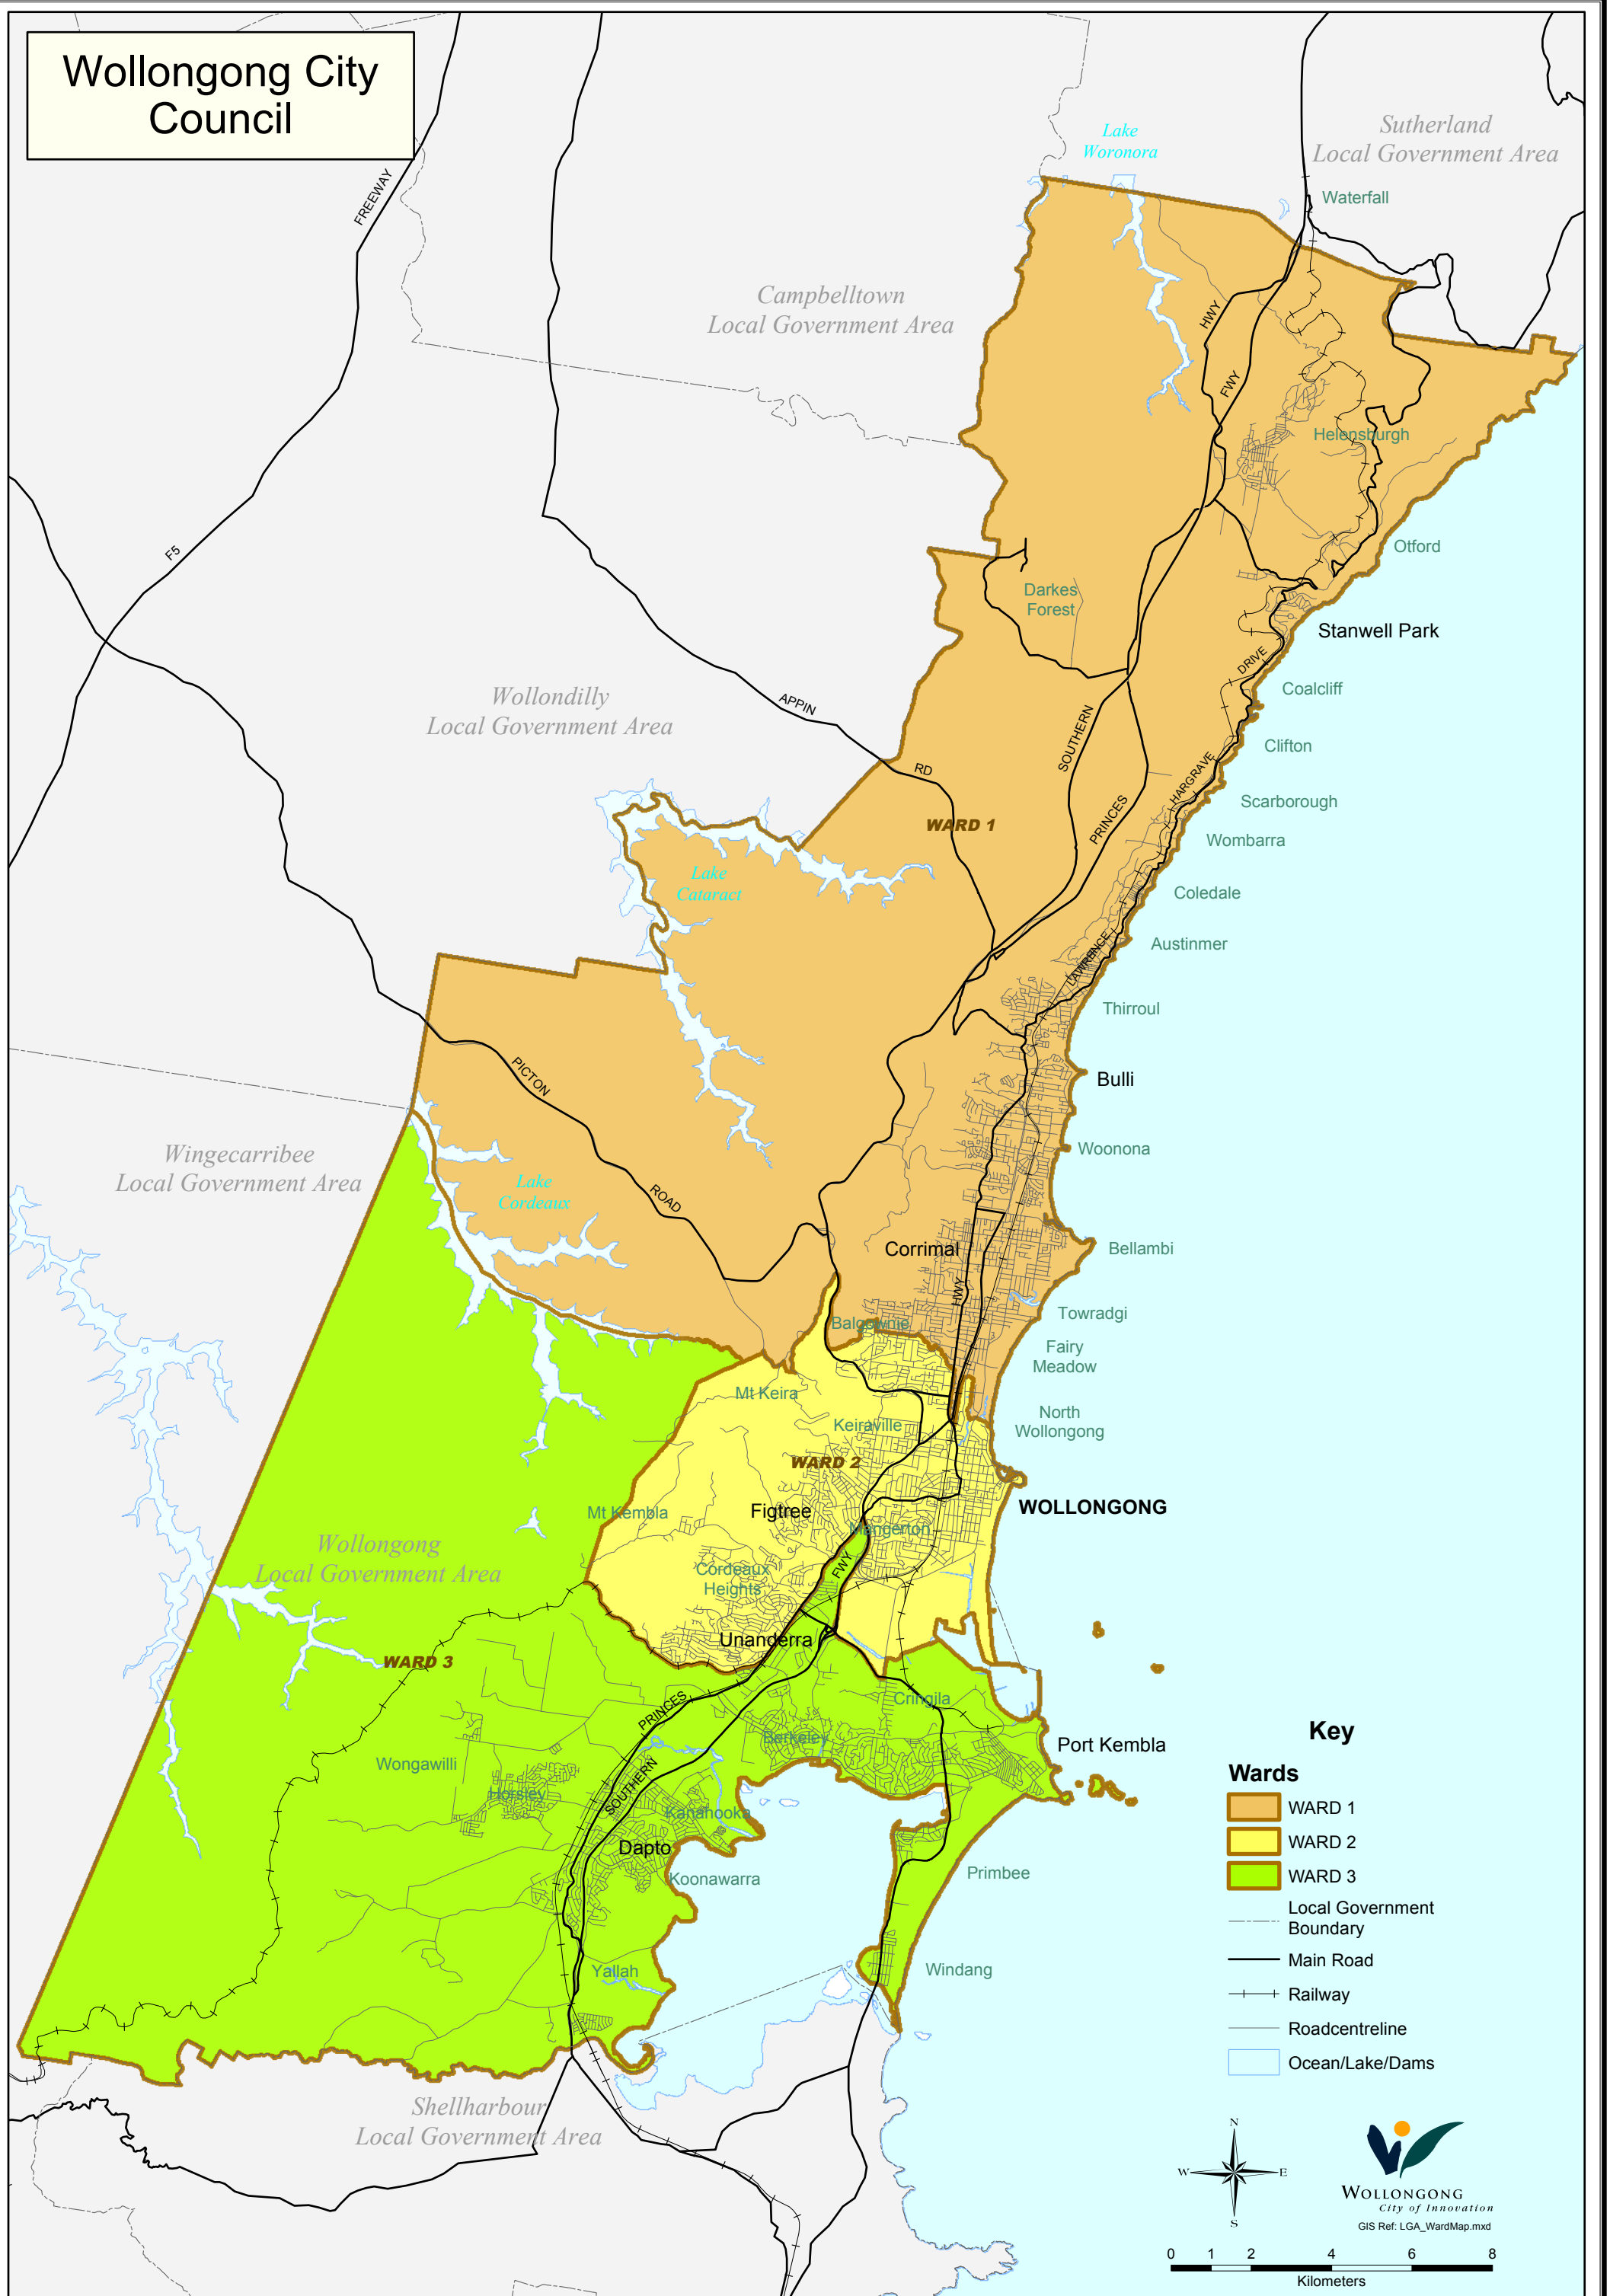 Wollongong City
Council
FREEWAY
Lake
Woronora
Sutherland
Local Government Area
Waterfall
Campbelltown
Local Government Area
HWY
FWY
Helensburgh
F5
Otford
Darkes
Forest
Stanwell Park
DRIVE
Coalcliff
Wollondilly
Local Government Area
APPIN
SOUTHERN
Clifton
RD
HARGRAVE
Scarborough
PRINCES
WARD 1
Wombarra
Lake
Cataract
Coledale
Austinmer
LAWRENCE
Thirroul
PICTON
Bulli
Wingecarribee
Local Government Area
Woonona
Lake
Cordeaux
ROAD
Corrimal
Bellambi
HWY
Towradgi
Balgownie
Fairy
Meadow
Mt Keira
North
Wollongong
Keiraville
WARD 2
WOLLONGONG
Mt Kembla
Figtree
Mangerton
Wollongong
Local Government Area
FWY
Cordeaux
Heights
Unanderra
WARD 3
Cringila
PRINCES
Berkeley
Port Kembla
Wongawilli
Horsley
SOUTHERN
Kanahooka
Dapto
Koonawarra
Primbee
Yallah
Windang
Shellharbour
Local Government Area
Key
Wards
WARD 1
WARD 2
WARD 3
Local Government
Boundary
Main Road
Railway
Roadcentreline
Ocean/Lake/Dams
N
W
E
S
WOLLONGONG
City of Innovation
GIS Ref: LGA_WardMap.mxd
0 1 2 4 6 8
Kilometers